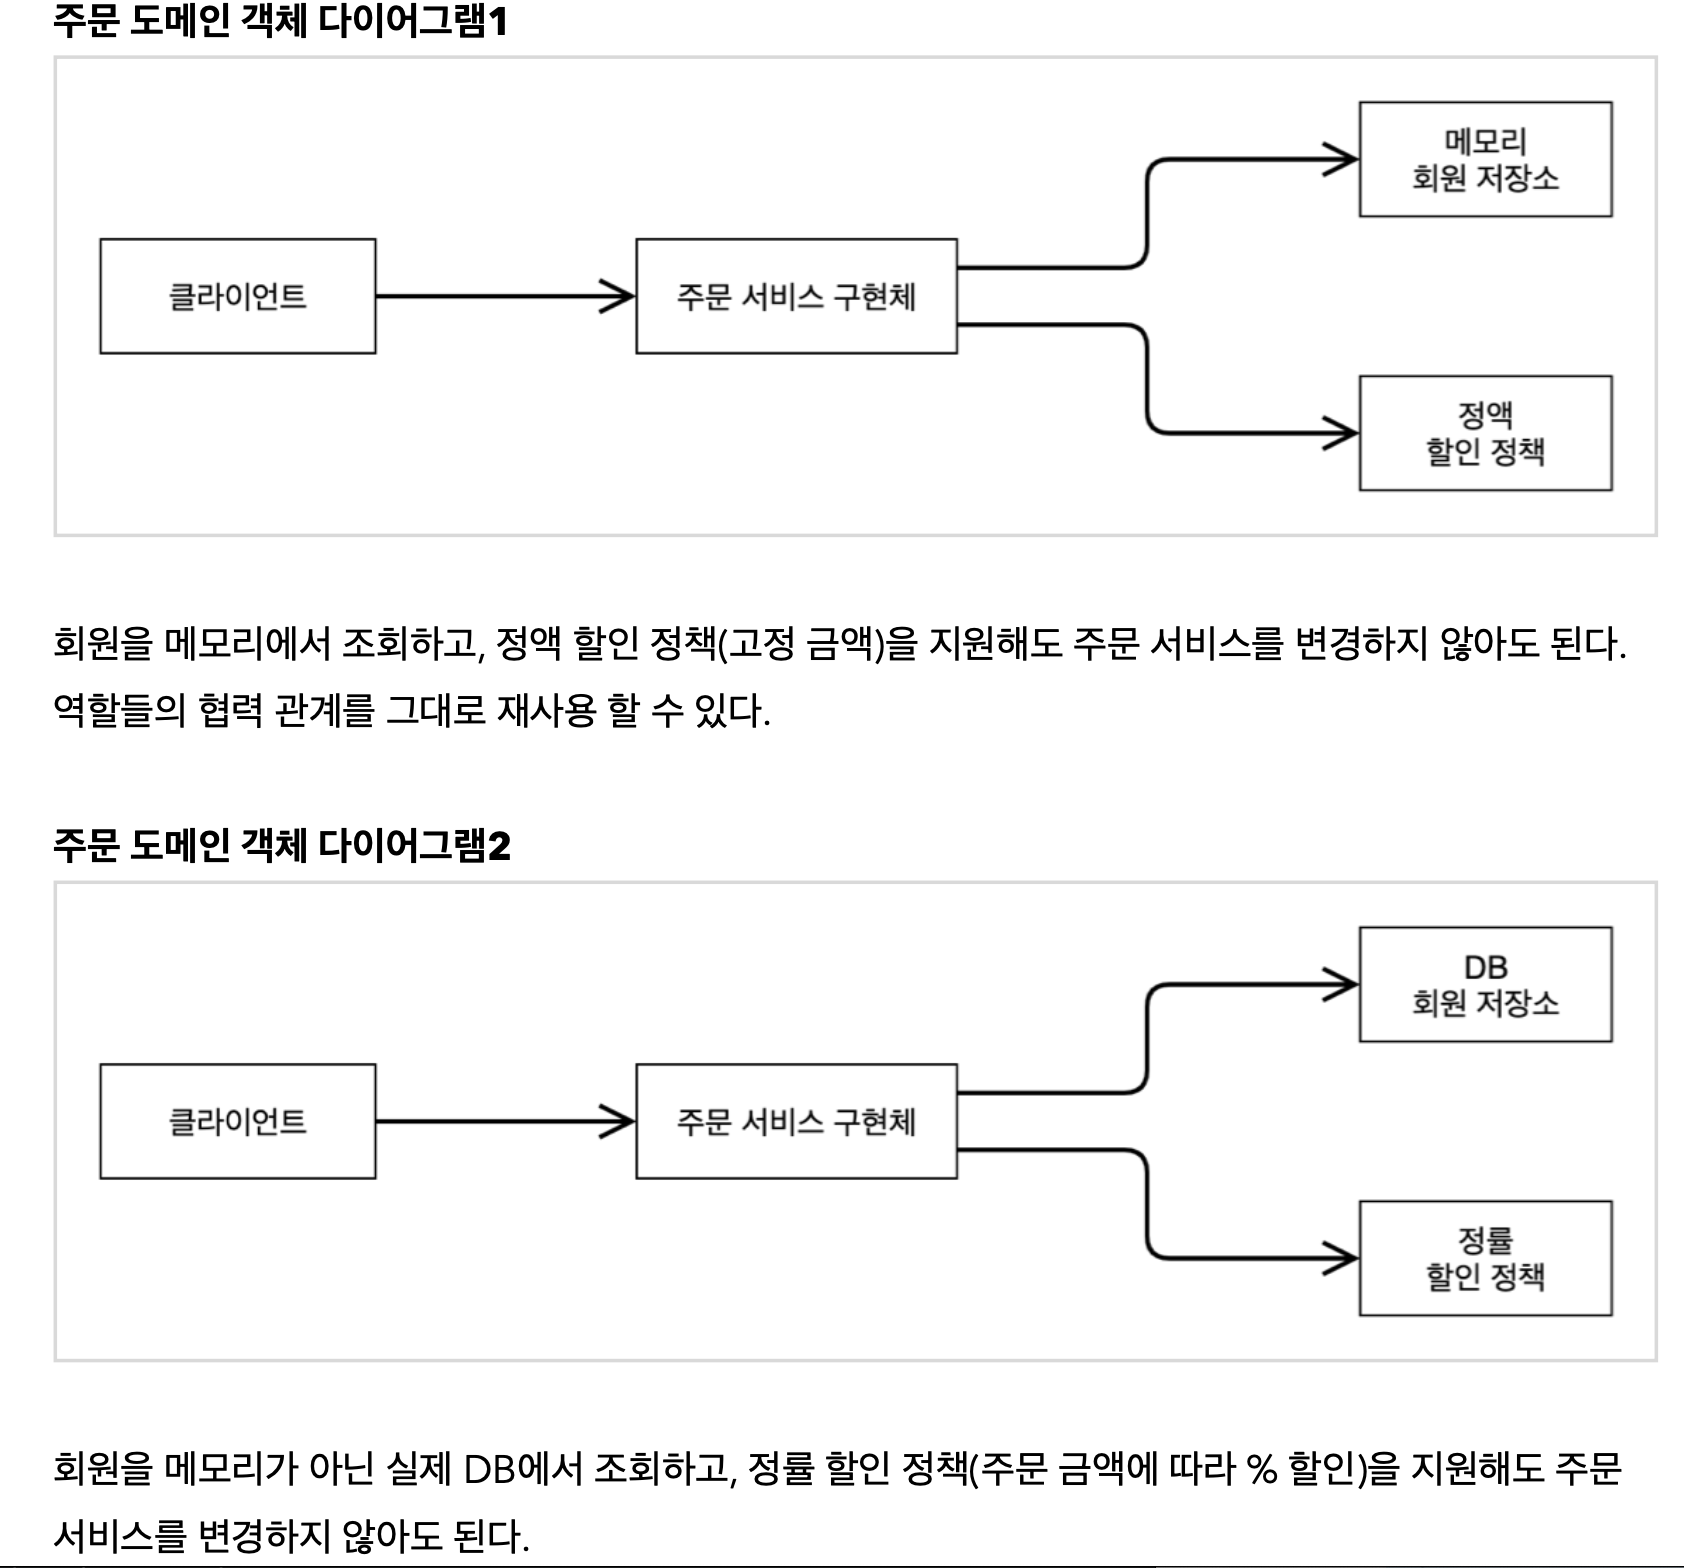 주문 도메인 객체 다이어그램1
메모리
회원 저장소
클라이언트
주문 서비스 구현체
정액
할인 정책
회원을 메모리에서 조회하고, 정액 할인 정책(고정 금액)을 지원해도 주문 서비스를 변경하지 않아도 된다.
역할들의 협력 관계를 그대로 재사용 할 수 있다.
주문 도메인 객체 다이어그램2
DB
회원 저장소
클라이언트
주문 서비스 구현체
정률
할인 정책
회원을 메모리가 아닌 실제 DB에서 조회하고, 정률 할인 정책(주문 금액에 따라 % 할인)을 지원해도 주문
서비스를 변경하지 않아도 된다.